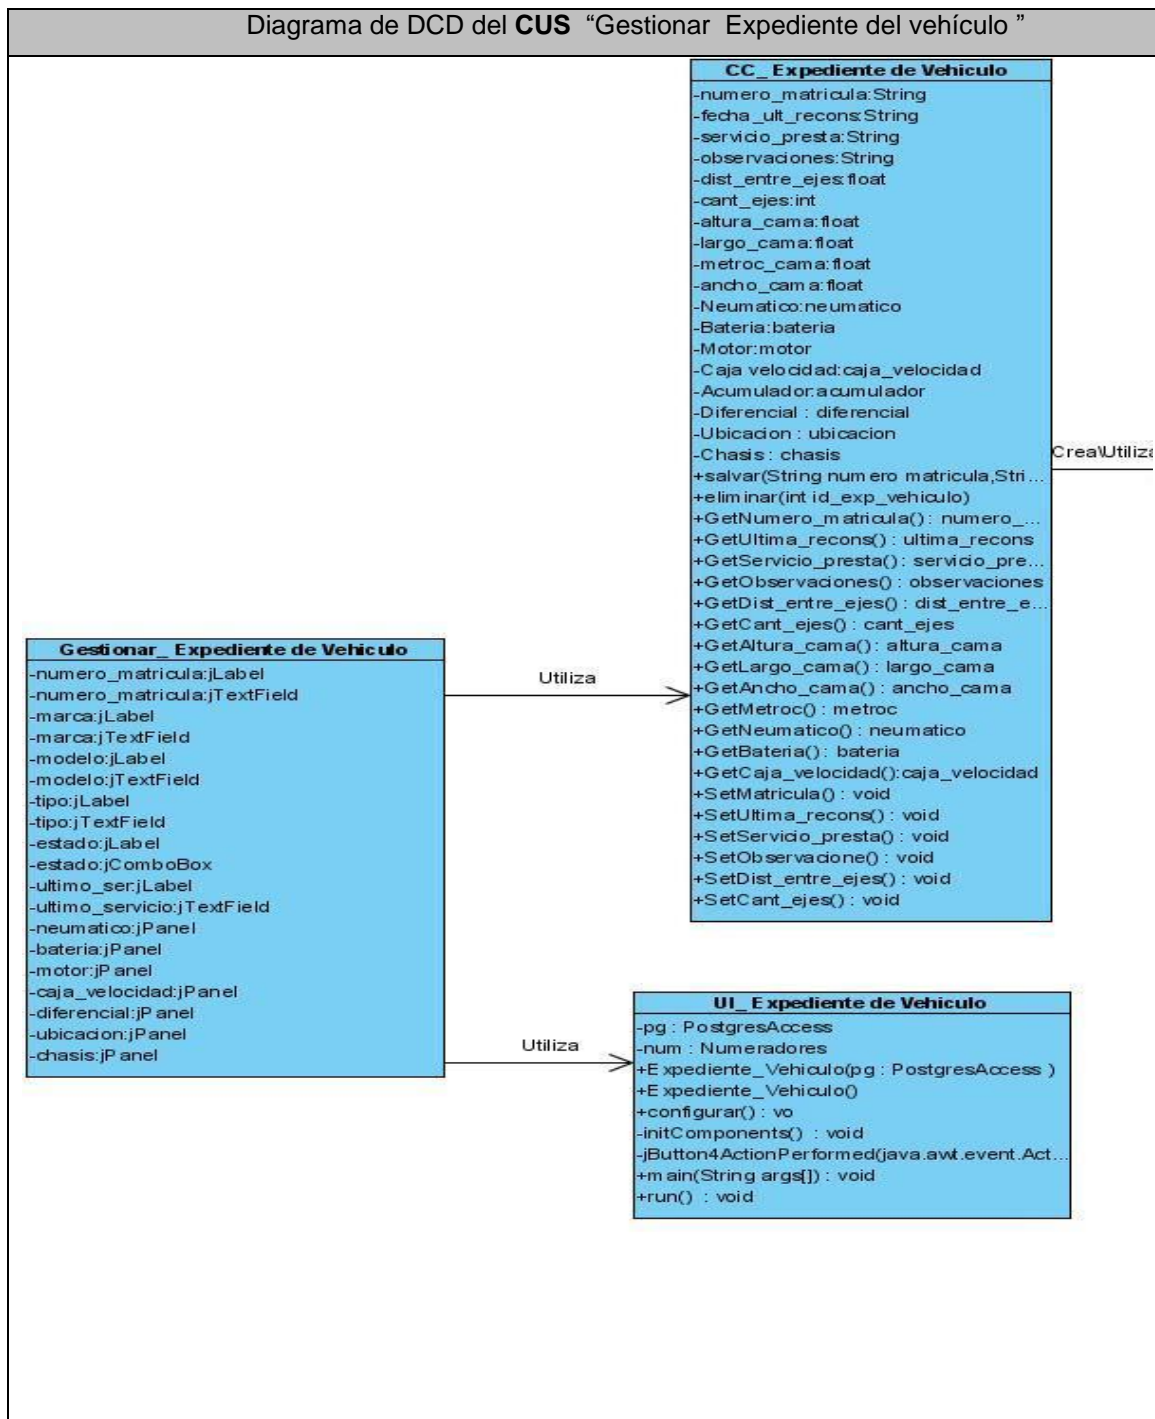 Diagrama de DCD del CUS “Gestionar Expediente del vehículo ”
CC_ Expediente de Vehiculo
-numero_matricula:String
-fecha_ult_recons:String
-servicio_presta:String
-observaciones:String
-dist_entre_ejes:float
-cant_ejes:int
-altura_cama:float
-largo_cama:float
-metroc_cama:float
-ancho_cama:float
-Neumatico:neumatico
-Bateria:bateria
-Motor:motor
-Caja velocidad:caja_velocidad
-Acumulador:acumulador
-Diferencial : diferencial
-Ubicacion : ubicacion
-Chasis : chasis
+salvar(String numero matricula,Stri...
+eliminar(int id_exp_vehiculo)
+GetNumero_matricula() : numero_...
+GetUltima_recons() : ultima_recons
+GetServicio_presta() : servicio_pre...
+GetObservaciones() : observaciones
+GetDist_entre_ejes() : dist_entre_e...
+GetCant_ejes() : cant_ejes
+GetAltura_cama() : altura_cama
+GetLargo_cama() : largo_cama
+GetAncho_cama() : ancho_cama
+GetMetroc() : metroc
+GetNeumatico() : neumatico
+GetBateria() : bateria
+GetCaja_velocidad():caja_velocidad
+SetMatricula() : void
+SetUltima_recons() : void
+SetServicio_presta() : void
+SetObservacione() : void
+SetDist_entre_ejes() : void
+SetCant_ejes() : void
Crea\Utiliza
Gestionar_ Expediente de Vehiculo
-numero_matricula:jLabel
-numero_matricula:jTextField
-marca:jLabel
-marca:jTextField
-modelo:jLabel
-modelo:jTextField
-tipo:jLabel
-tipo:jTextField
-estado:jLabel
-estado:jComboBox
-ultimo_ser:jLabel
-ultimo_servicio:jTextField
-neumatico:jPanel
-bateria:jPanel
-motor:jPanel
-caja_velocidad:jPanel
-diferencial:jPanel
-ubicacion:jPanel
-chasis:jPanel
Utiliza
Utiliza
UI_ Expediente de Vehiculo
-pg : PostgresAccess
-num : Numeradores
+Expediente_Vehiculo(pg : PostgresAccess )
+Expediente_Vehiculo()
+configurar() : vo
-initComponents() : void
-jButton4ActionPerformed(java.awt.event.Act...
+main(String args[]) : void
+run() : void